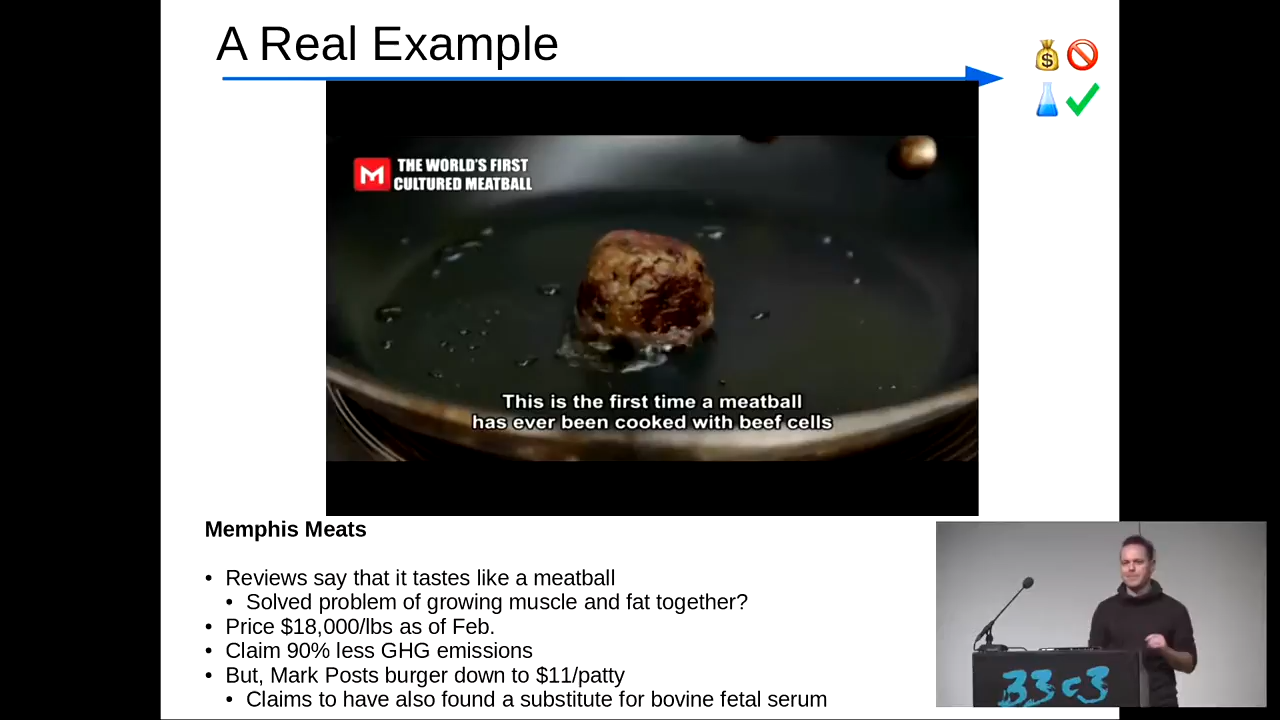 A Real Example
THE WORLD'S FIRST
CULTURED MEATBALL
This is the first time a meatball
has ever been cooked with beef cells
Memphis Meats
• Reviews say that it tastes like a meatball
• Solved problem of growing muscle and fat together?
• Price $18,000/lbs as of Feb.
• Claim 90% less GHG emissions
• But, Mark Posts burger down to $11/patty
• Claims to have also found a substitute for bovine fetal serum
33c3